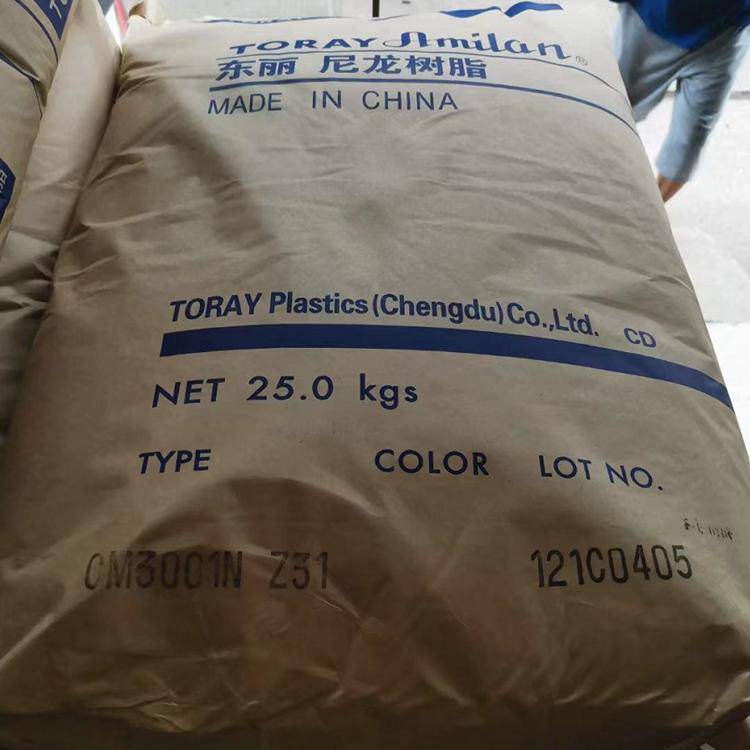 TORAY Amilan®
东丽 尼龙树脂
MADE IN CHINA
TORAY Plastics (Chengdu) Co.,Ltd. CD
NET 25.0 kgs
TYPE COLOR LOT NO.
CM3001N Z31 121C0405